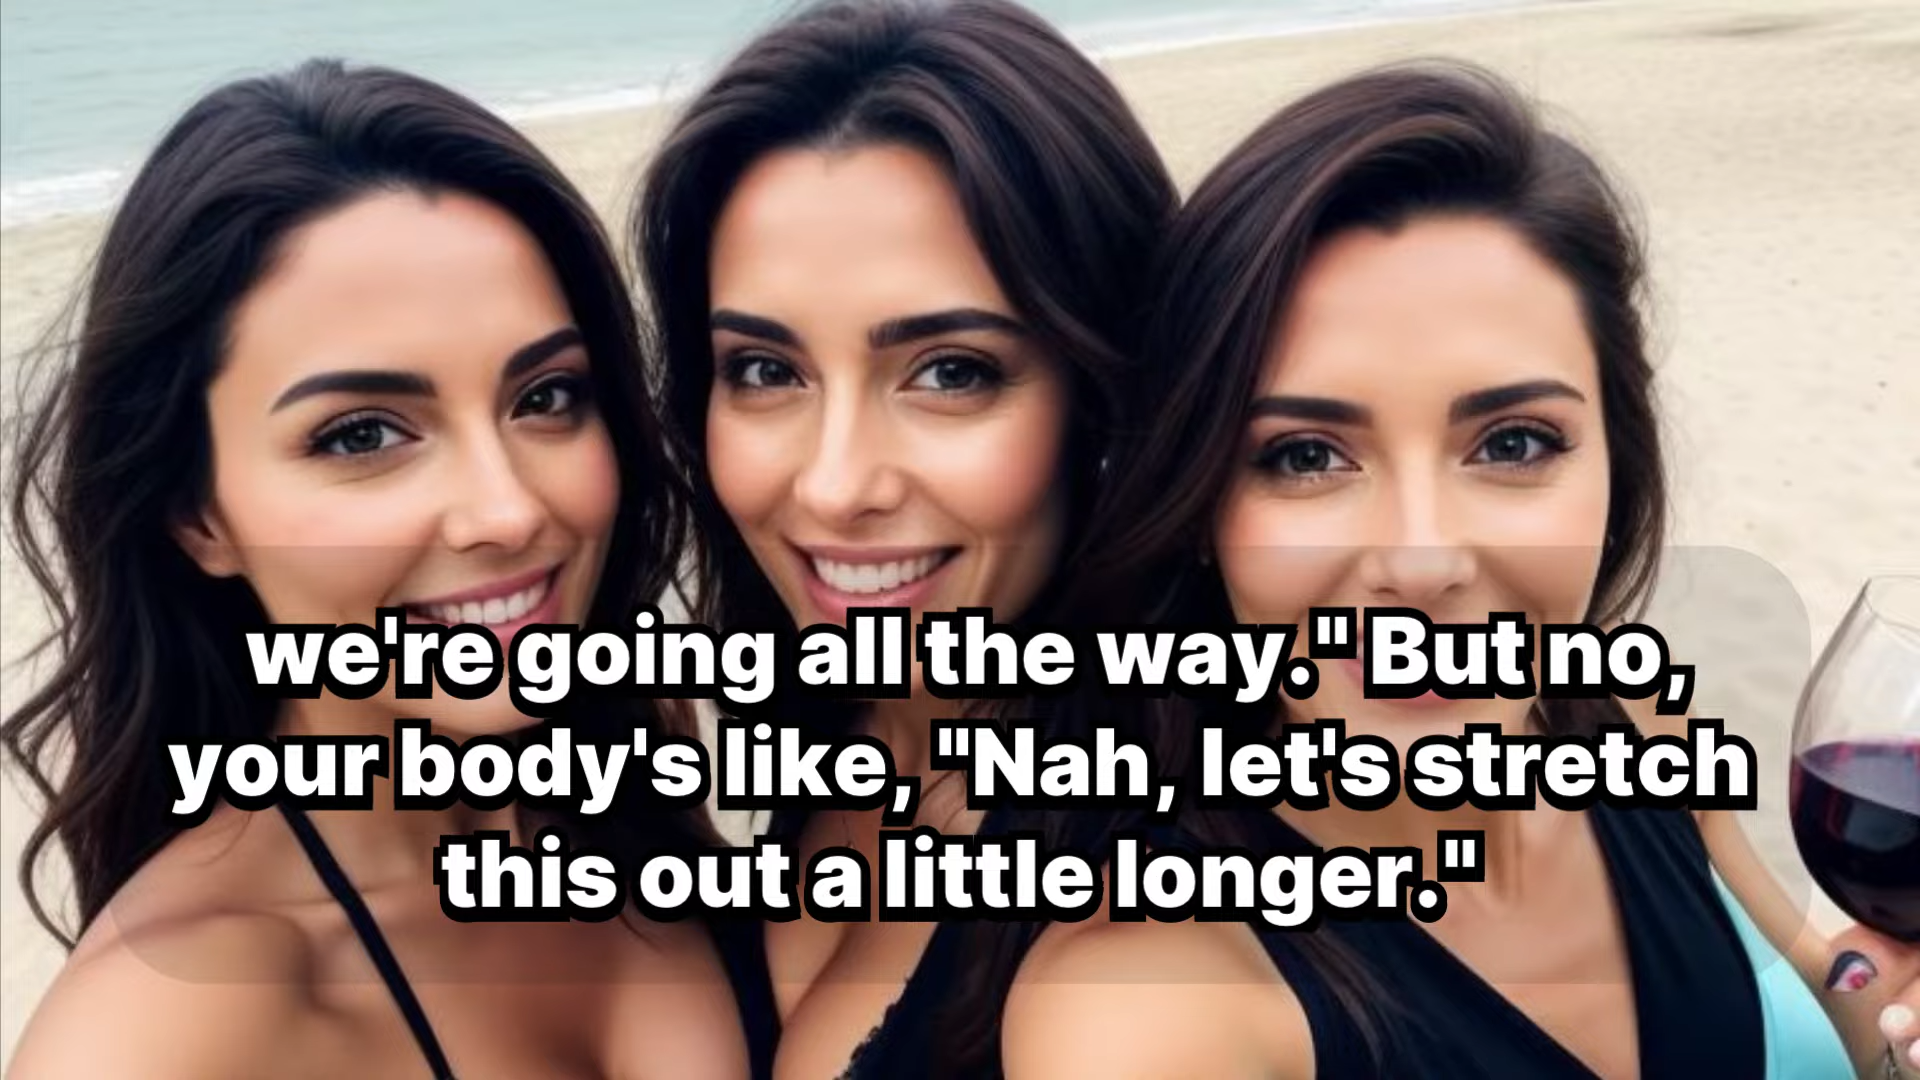 we're going all the way." But no,
your body's like, "Nah, let's stretch
this out a little longer."